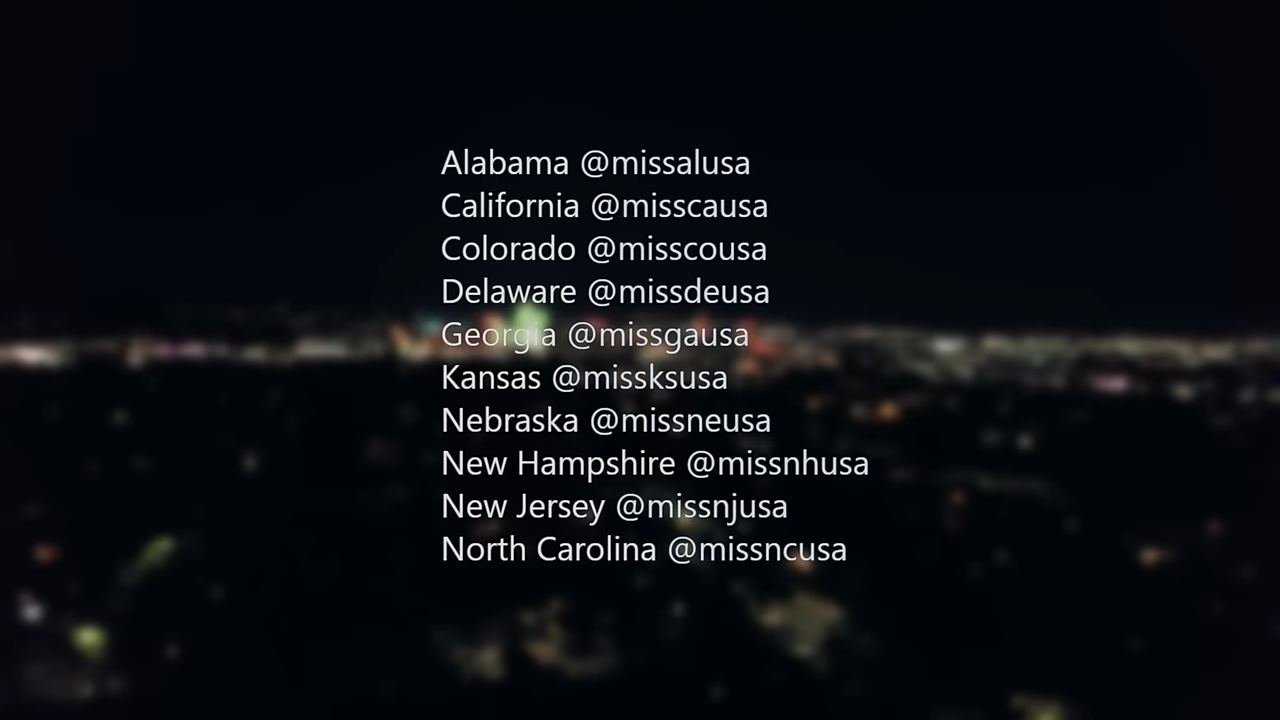 Alabama @missalusa
California @misscausa
Colorado @misscousa
Delaware @missdeusa
Georgia @missgausa
Kansas @missksusa
Nebraska @missneusa
New Hampshire @missnhusa
New Jersey @missnjusa
North Carolina @missncusa